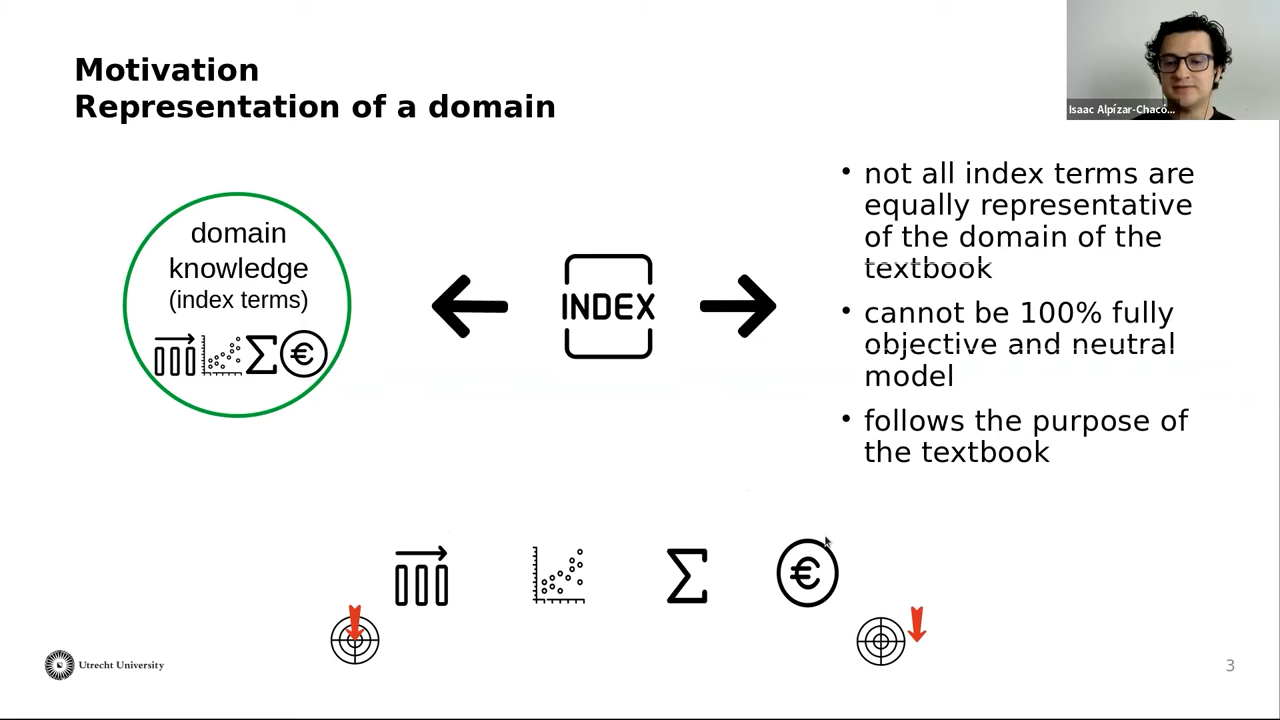 Motivation
Representation of a domain
Isaac Alpízar-Chacó...
domain
knowledge
(index terms)
INDEX
• not all index terms are
equally representative
of the domain of the
textbook
• cannot be 100% fully
objective and neutral
model
• follows the purpose of
the textbook
Σ
€
Σ
€
Utrecht University
3